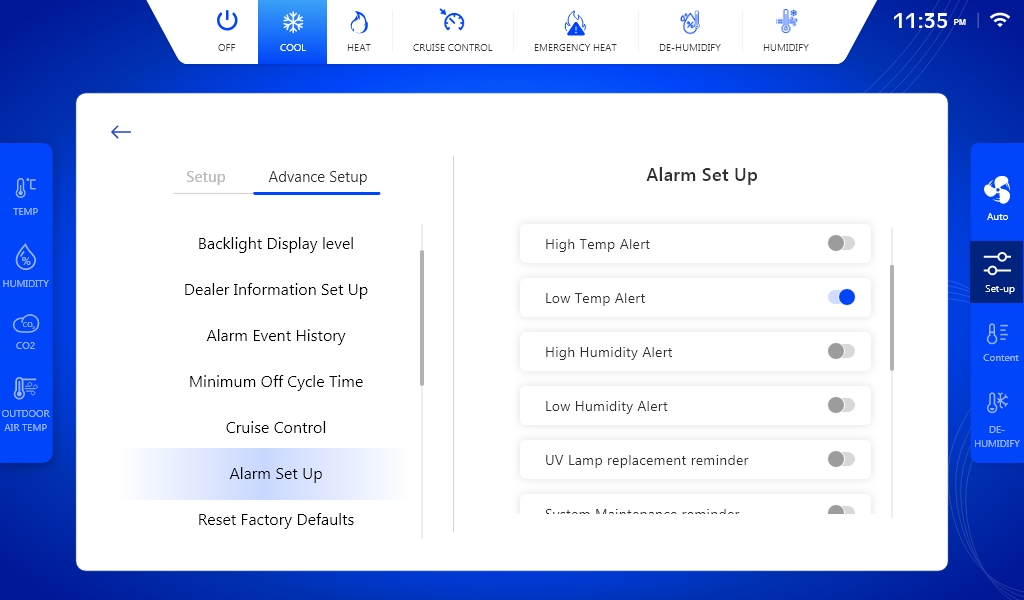 OFF
COOL
HEAT
CRUISE CONTROL
EMERGENCY HEAT
DE-HUMIDIFY
HUMIDIFY
11:35 PM
TEMP
HUMIDITY
CO2
OUTDOOR
AIR TEMP
Setup
Advance Setup
Backlight Display level
Dealer Information Set Up
Alarm Event History
Minimum Off Cycle Time
Cruise Control
Alarm Set Up
Reset Factory Defaults
Alarm Set Up
High Temp Alert
Low Temp Alert
High Humidity Alert
Low Humidity Alert
UV Lamp replacement reminder
System Maintenance reminder
Auto
Set-up
Content
DE-
HUMIDIFY